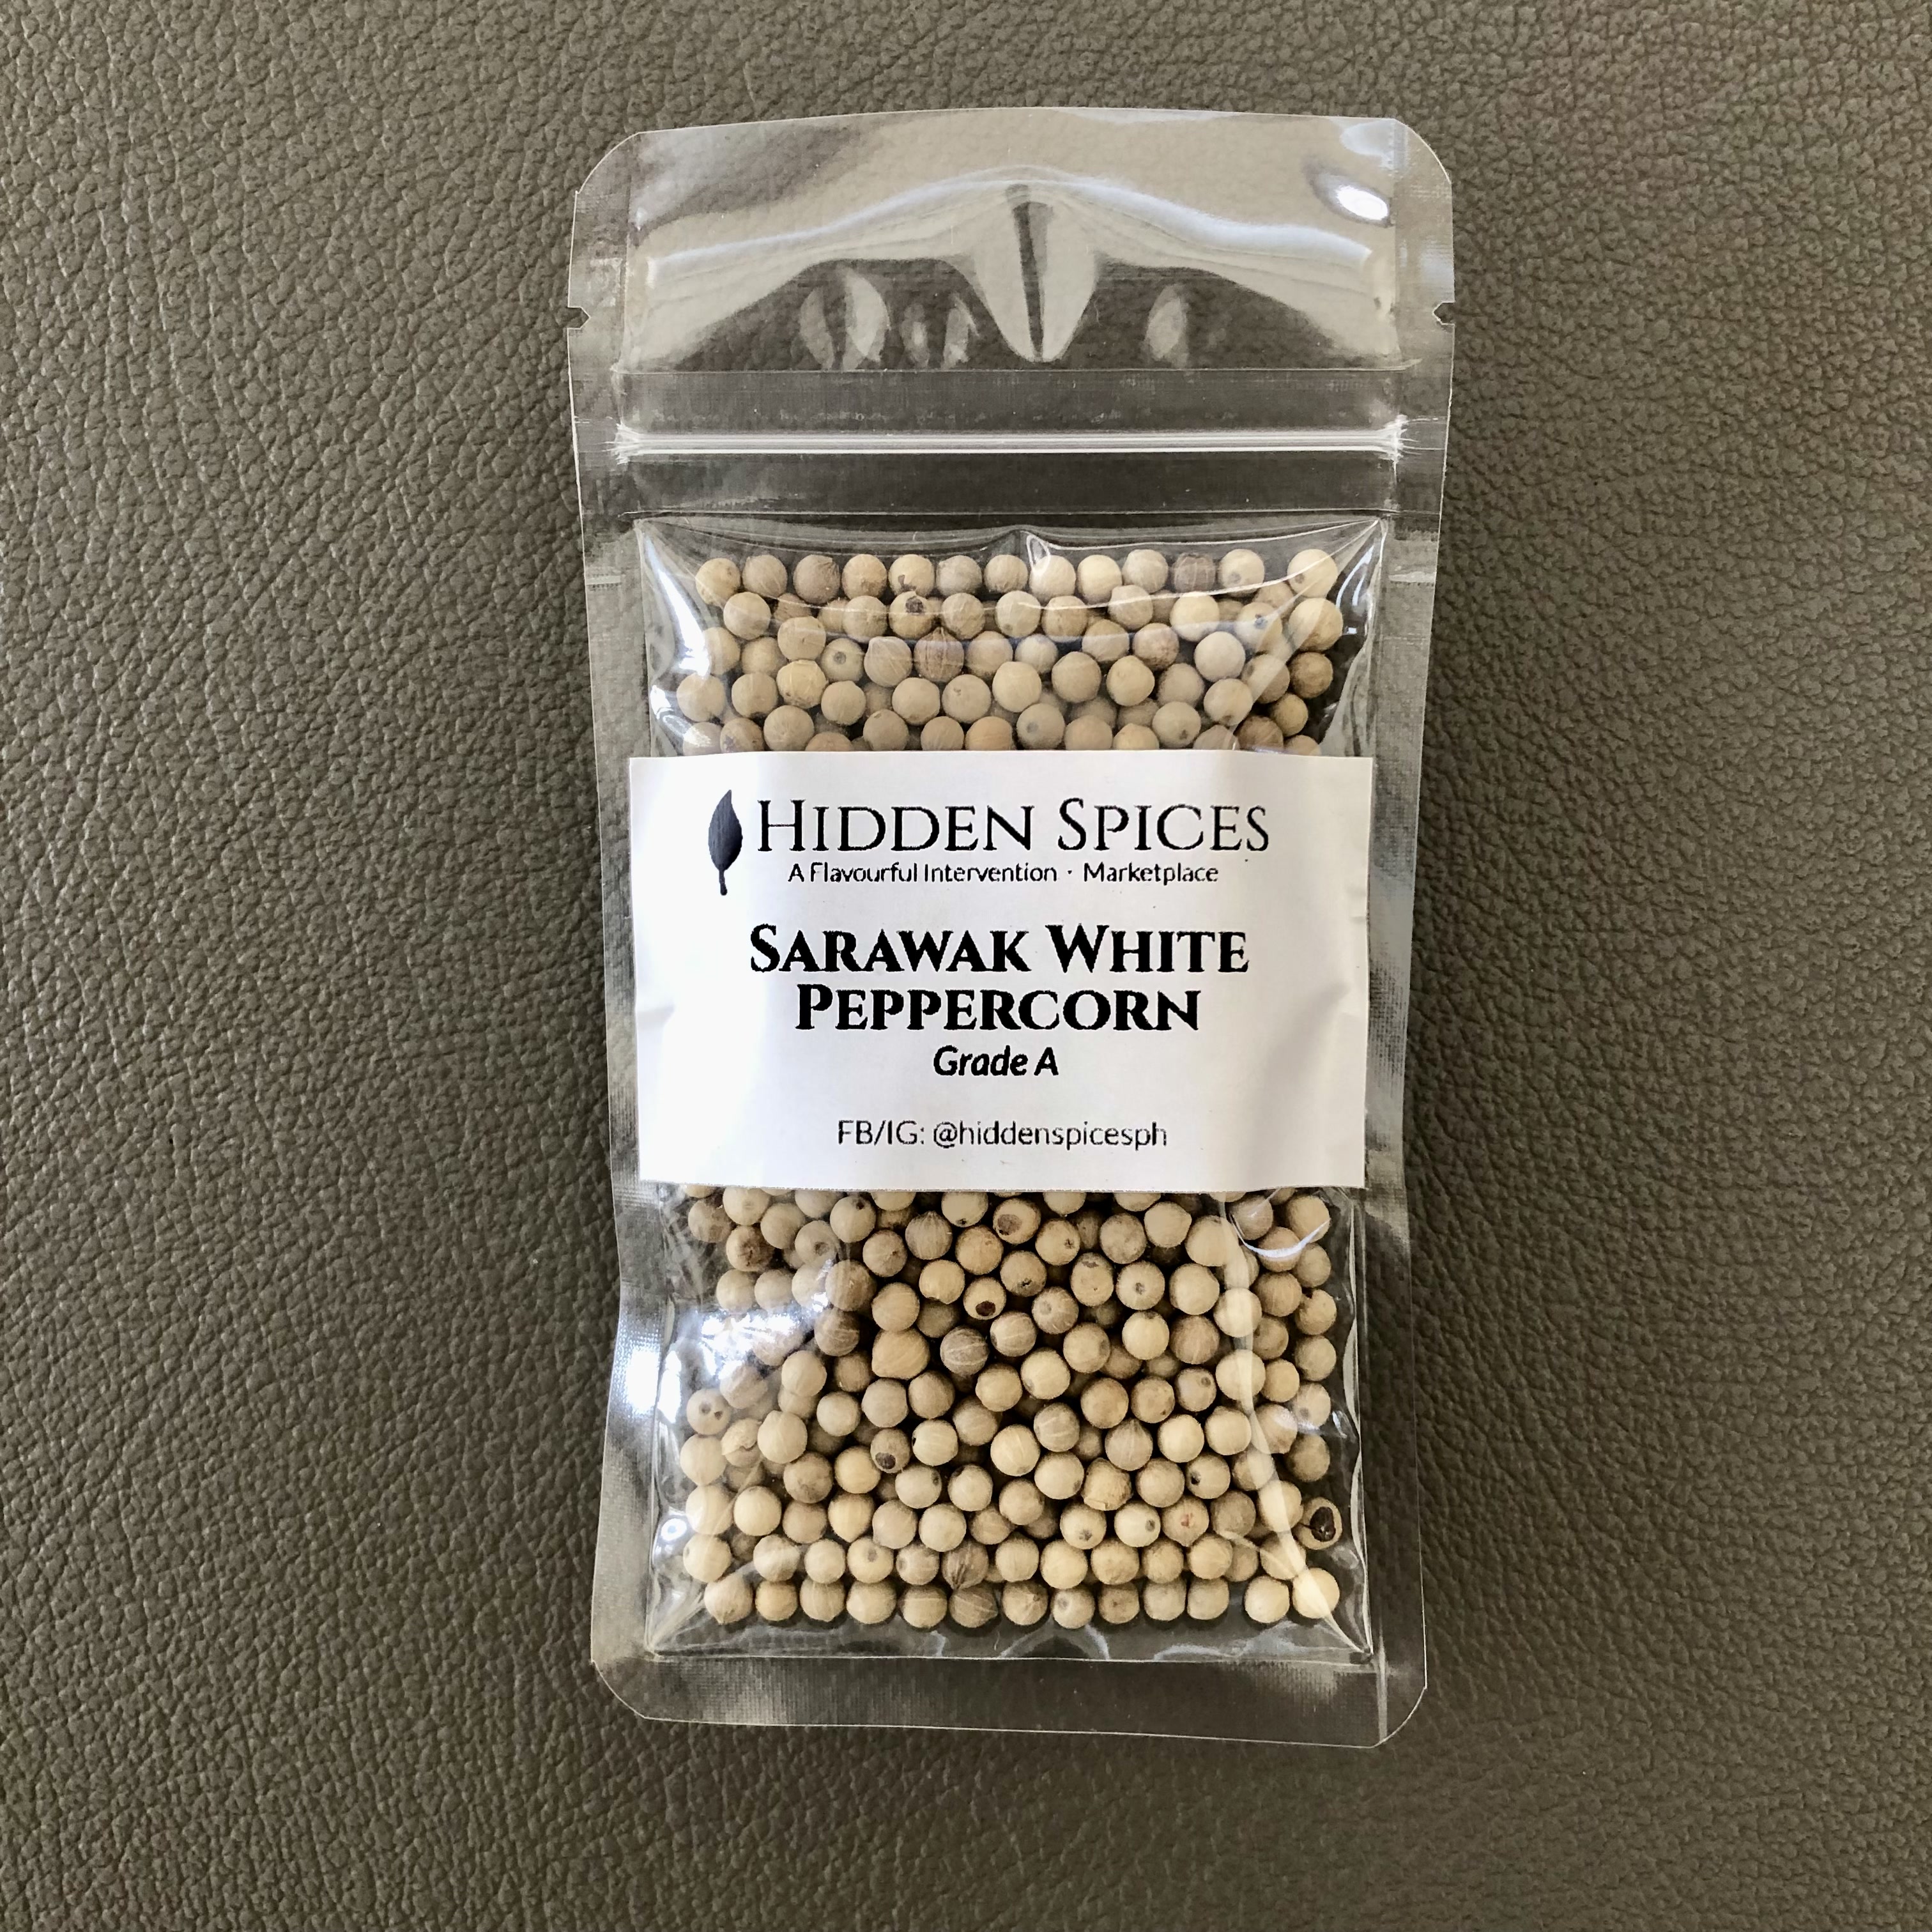 HIDDEN SPICES
A Flavourful Intervention · Marketplace
SARAWAK WHITE
PEPPERCORN
Grade A
FB/IG: @hiddenspicesph